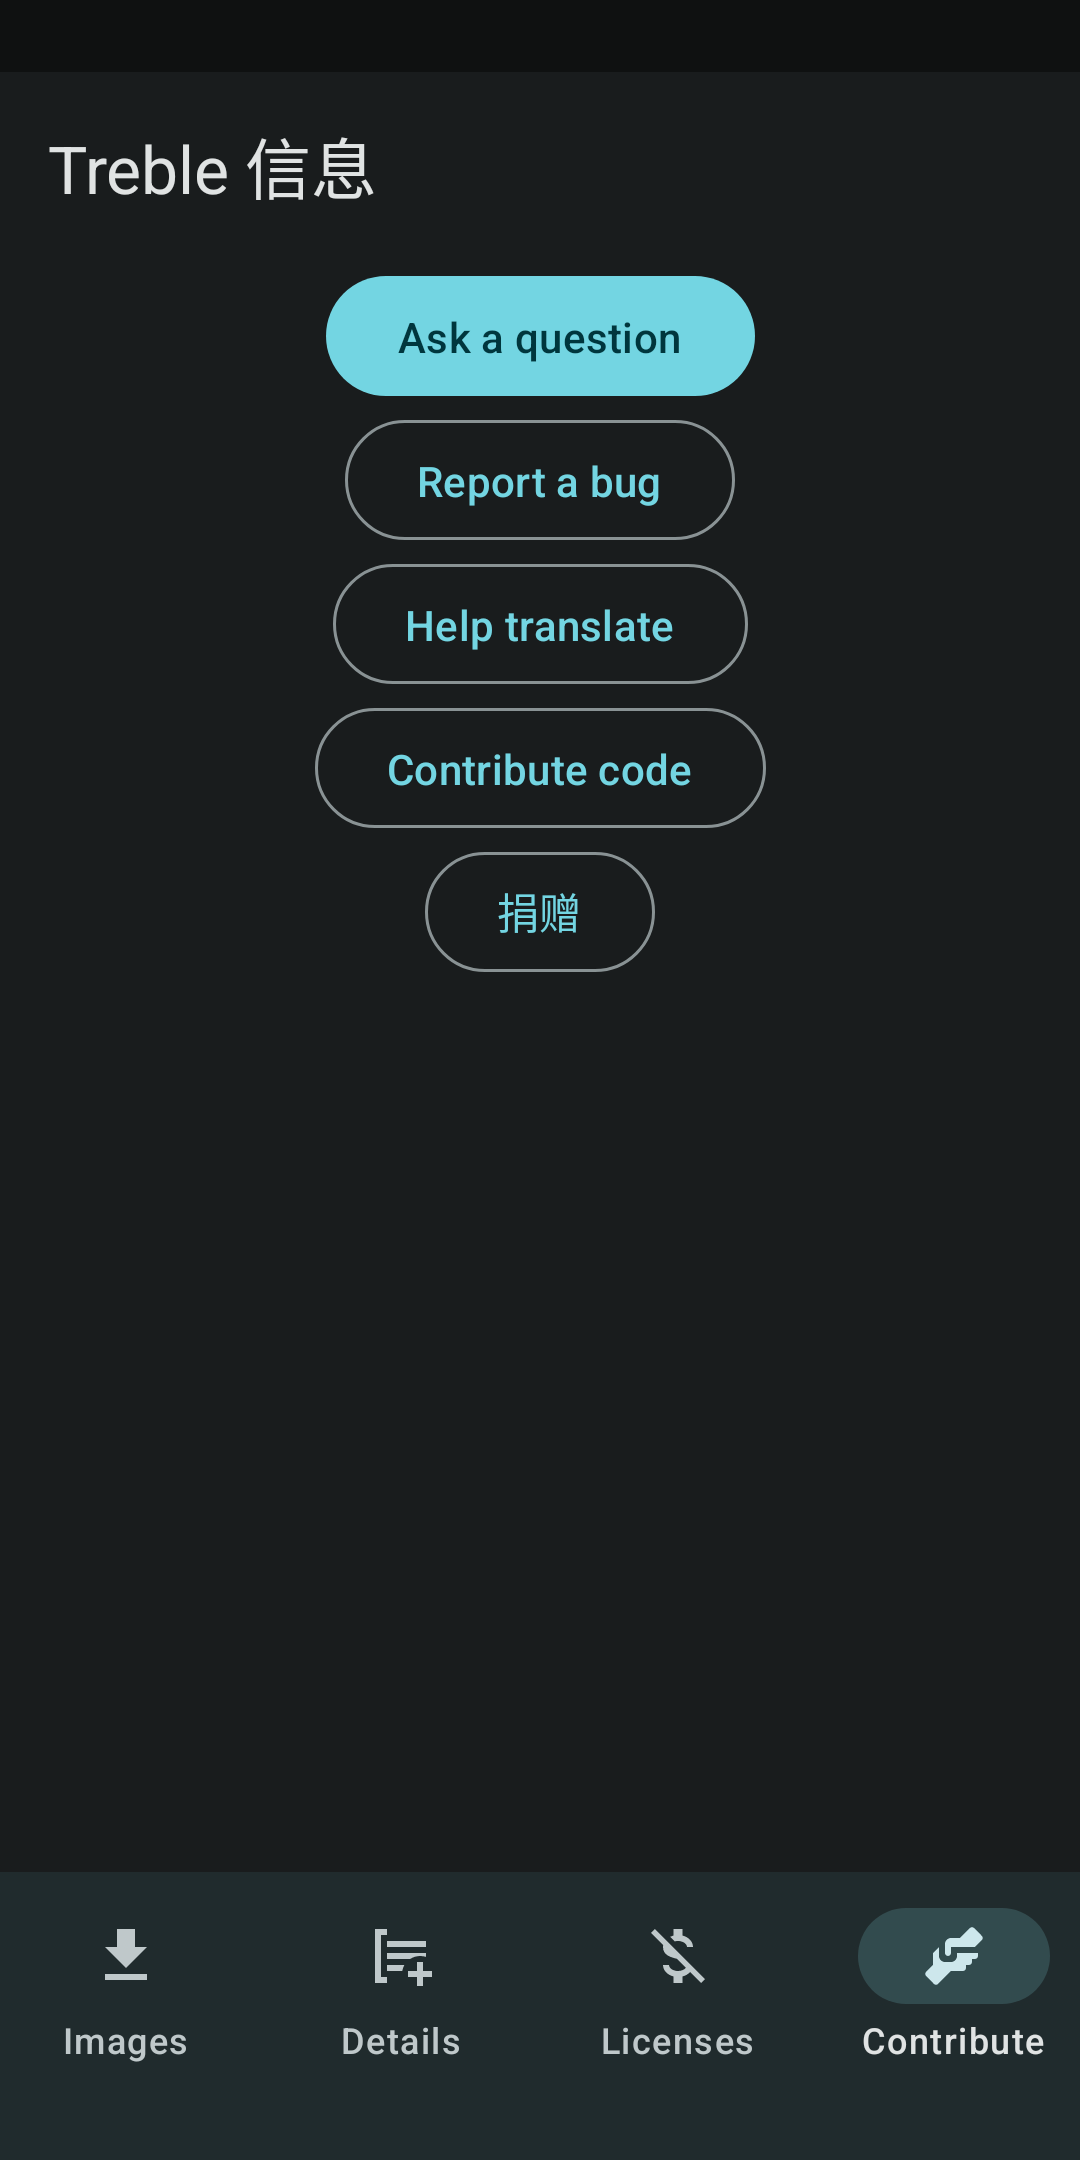 Treble 信息
Ask a question
Report a bug
Help translate
Contribute code
捐赠
Images
Details
Licenses
Contribute